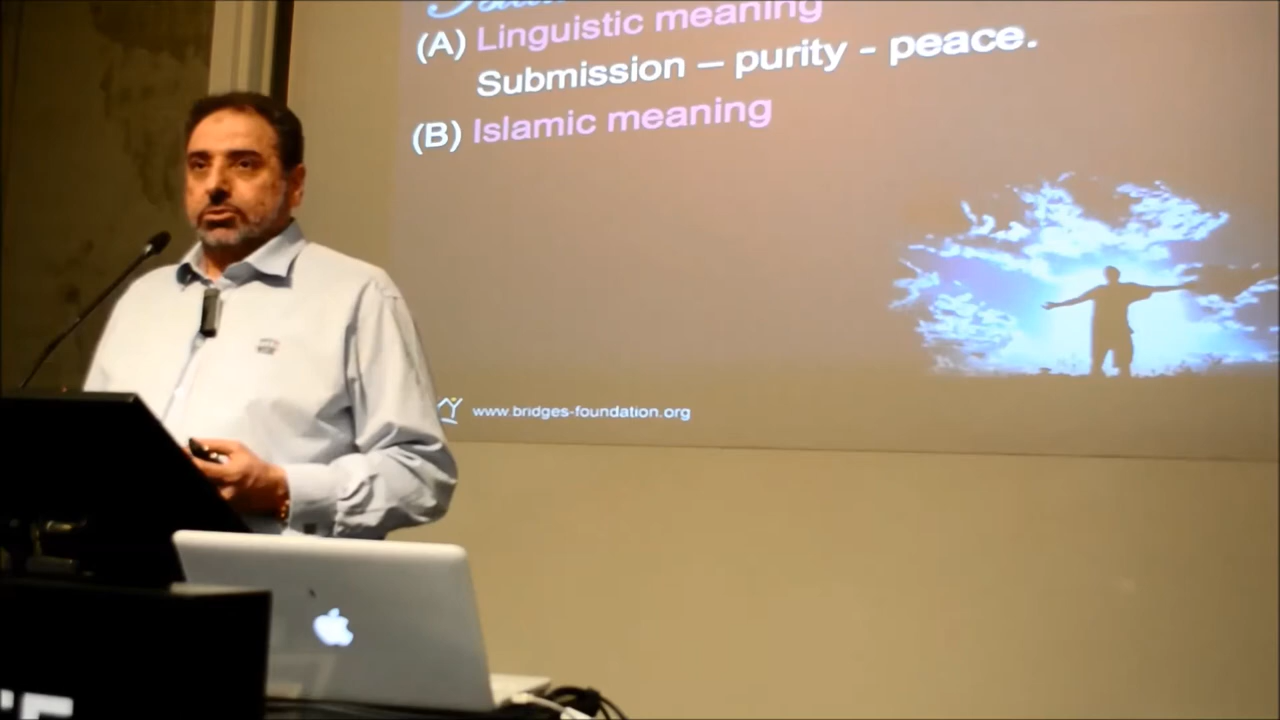 (A) Linguistic meaning
Submission – purity - peace.
(B) Islamic meaning
www.bridges-foundation.org